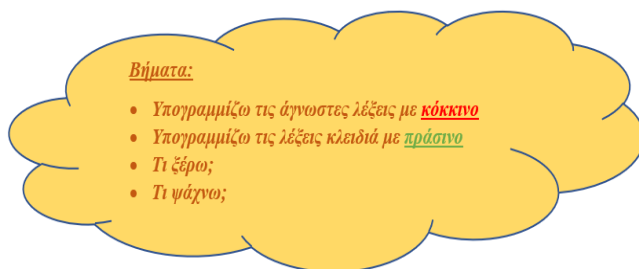 Βήματα:
• Υπογραμμίζω τις άγνωστες λέξεις με κόκκινο
• Υπογραμμίζω τις λέξεις κλειδιά με πράσινο
• Τι ξέρω;
• Τι ψάχνω;